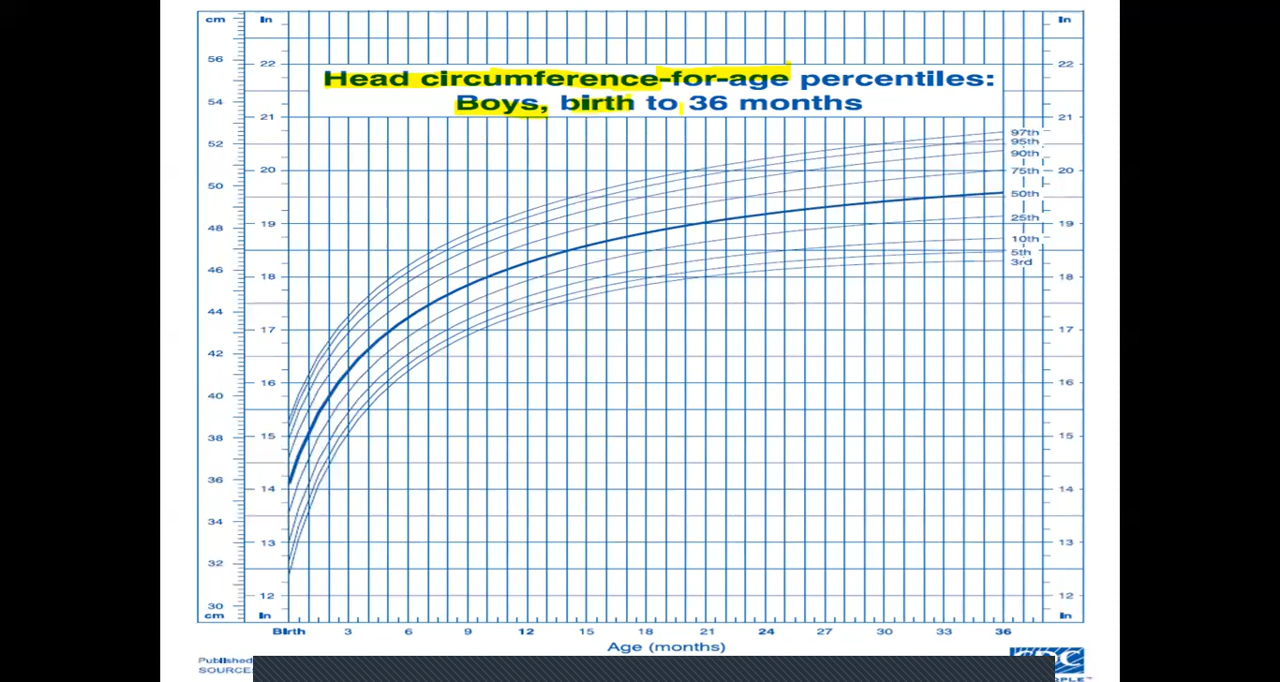 cm In In
56 22 22
Head circumference-for-age percentiles:
Boys, birth to 36 months
54
21 21
97th
52
95th
90th
20 75th 20
50
50th
25th
48 19 19
10th
5th
46 18 18
3rd
44
17 17
42
16 16
40
38 15 15
36
14 14
34
13 13
32
12 12
30
cm In In
Birth 3 6 9 12 15 18 21 24 27 30 33 36
Age (months)
Published
SOURCE